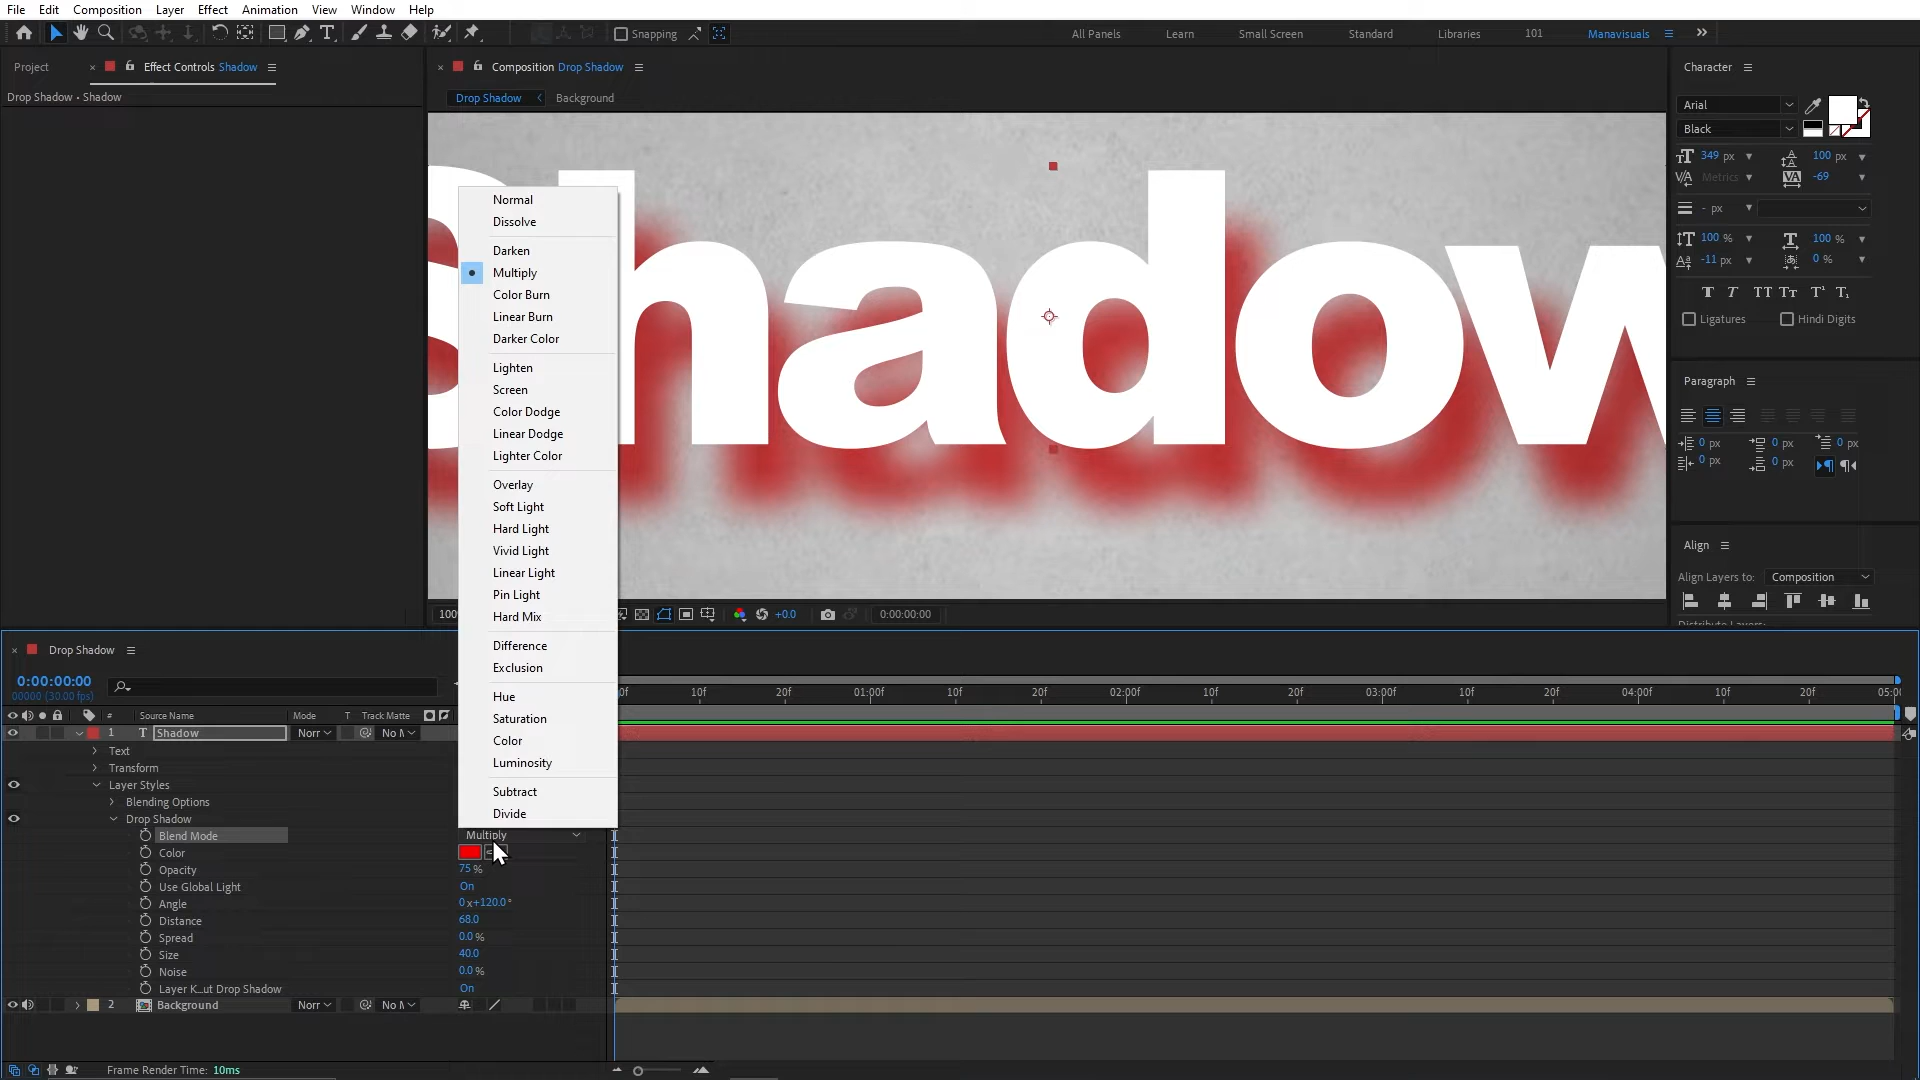 File Edit Composition Layer Effect Animation View Window Help
Snapping
All Panels Learn Small Screen Standard Libraries 101 Manavisuals
Project Effect Controls Shadow
Drop Shadow • Shadow
Composition Drop Shadow
Drop Shadow Background
Character
Arial
Black
349 px 100 px
Metrics -69
- px
100 % 100 %
-11 px 0 %
Ligatures Hindi Digits
Paragraph
0 px 0 px 0 px
0 px 0 px
Align
Align Layers to: Composition
Distribute Layers:
Shadow
Normal
Dissolve
Darken
Multiply
Color Burn
Linear Burn
Darker Color
Lighten
Screen
Color Dodge
Linear Dodge
Lighter Color
Overlay
Soft Light
Hard Light
Vivid Light
Linear Light
Pin Light
Hard Mix
Difference
Exclusion
Hue
Saturation
Color
Luminosity
Subtract
Divide
+0.0 0:00:00:00
Drop Shadow
0:00:00:00
00000 (30.00 fps)
10f 20f 01:00f 10f 20f 02:00f 10f 20f 03:00f 10f 20f 04:00f 10f 20f 05:0
# Source Name Mode T Track Matte
1 T Shadow Norr No M
Text
Transform
Layer Styles
Blending Options
Drop Shadow
Blend Mode Multiply
Color
Opacity 75 %
Use Global Light On
Angle 0 x+120.0 °
Distance 68.0
Spread 0.0 %
Size 40.0
Noise 0.0 %
Layer K...ut Drop Shadow On
2 Background Norr No M
Frame Render Time: 10ms